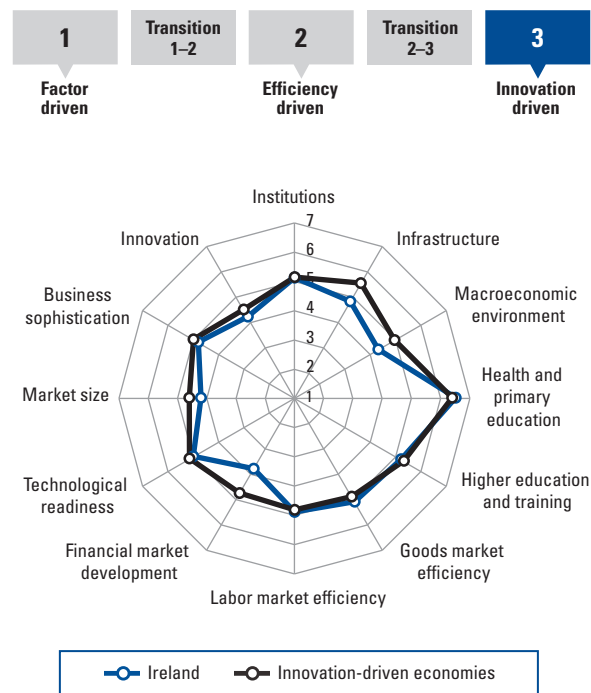 1
Transition
1–2
2
Transition
2–3
3
Factor
driven
Efficiency
driven
Innovation
driven
Institutions
Innovation
Infrastructure
Business
sophistication
Macroeconomic
environment
Market size
Health and
primary
education
Technological
readiness
Higher education
and training
Financial market
development
Goods market
efficiency
Labor market efficiency
7
6
5
4
3
2
1
Ireland
Innovation-driven economies